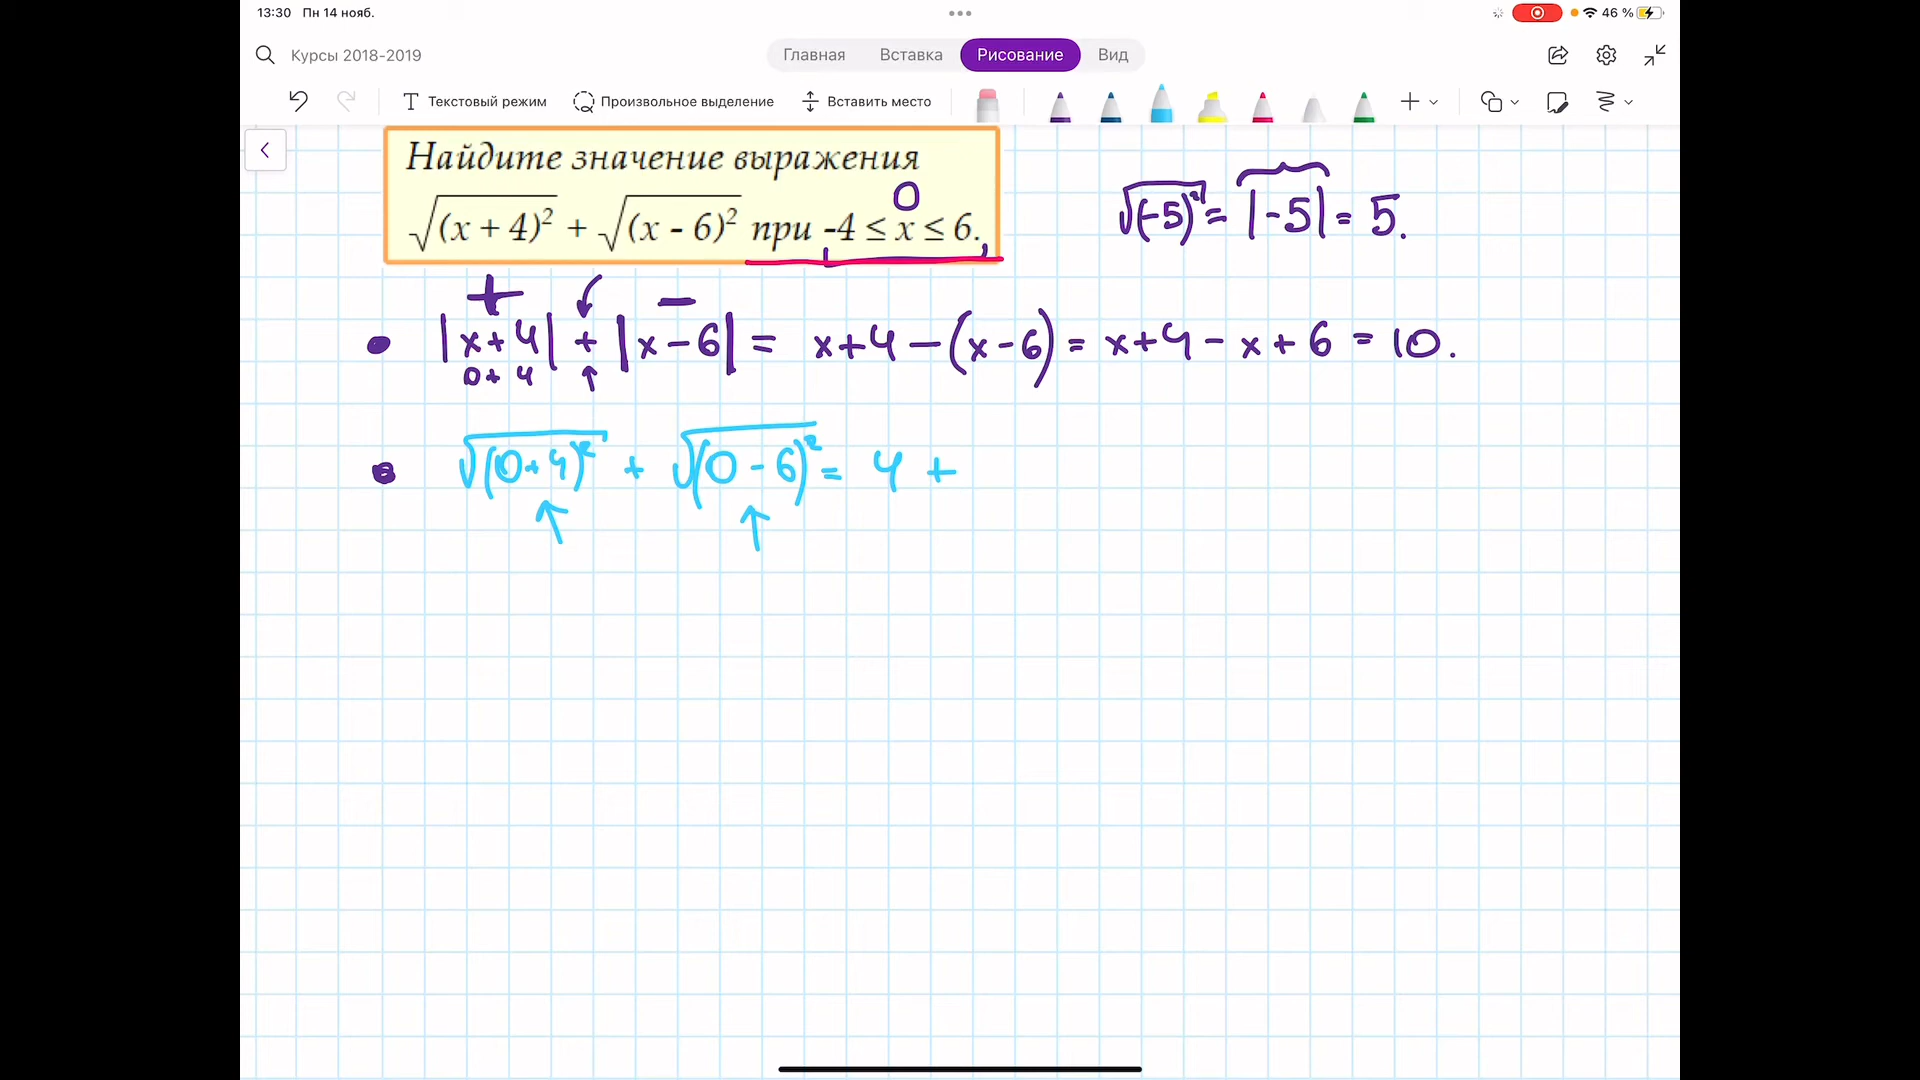 13:30 Пн 14 нояб.
46 %
Курсы 2018-2019
Главная Вставка Рисование Вид
Текстовый режим Произвольное выделение Вставить место
Найдите значение выражения
√(x + 4)² + √(x - 6)² при -4 ≤ x ≤ 6.
0
√(-5)² = |-5| = 5.
+ −
|x+4| + |x-6| = x+4-(x-6) = x+4-x+6 = 10.
0+4
√(0+4)² + √(0-6)² = 4 +